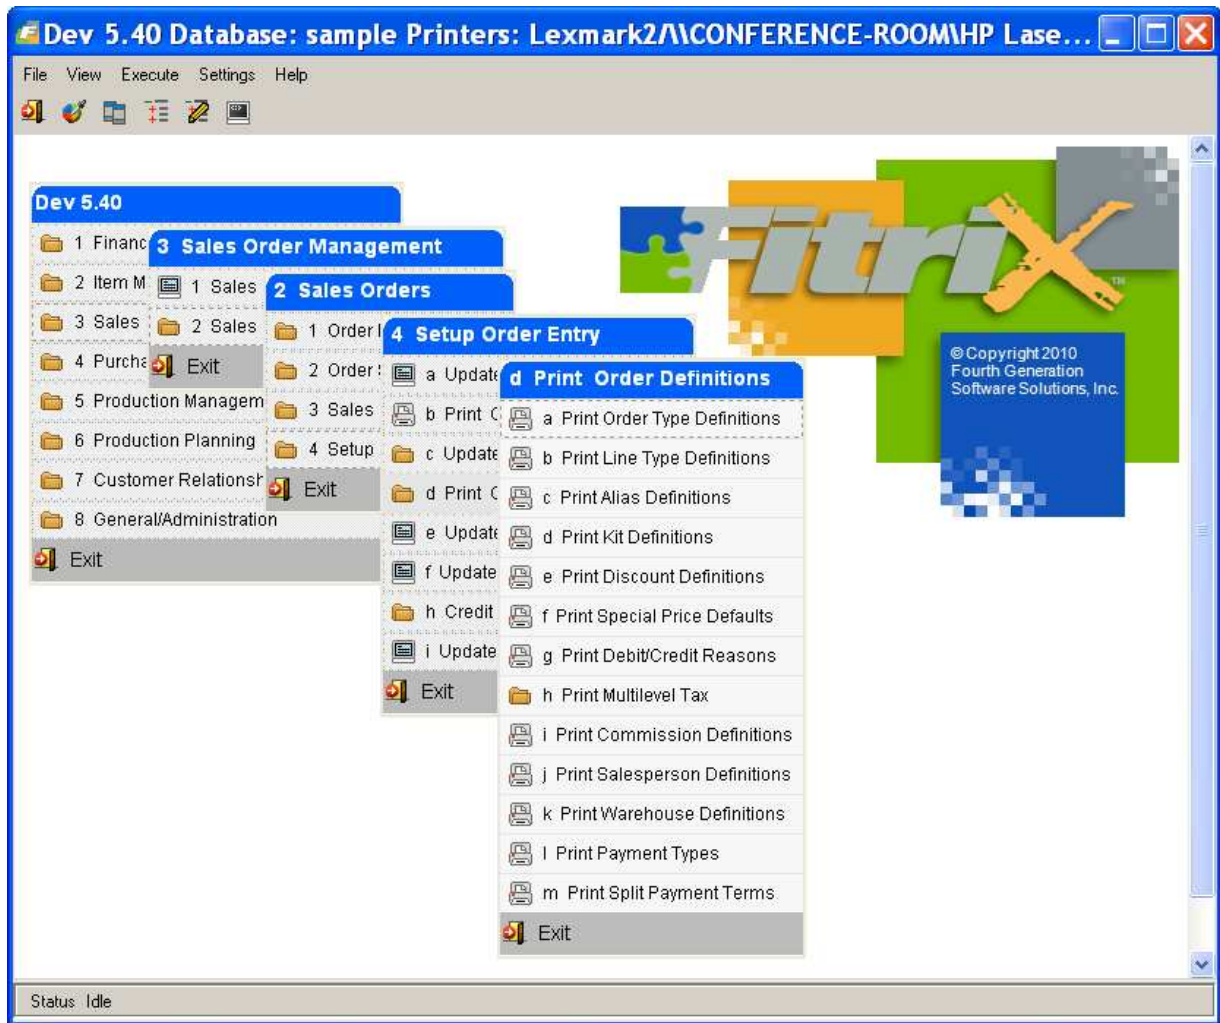 Dev 5.40 Database: sample Printers: Lexmark2/\\CONFERENCE-ROOM\HP Lase...
File View Execute Settings Help
FitriX
TM
© Copyright 2010
Fourth Generation
Software Solutions, Inc.
Dev 5.40
1 Financ
2 Item M
3 Sales
4 Purcha
5 Production Managem
6 Production Planning
7 Customer Relationsh
8 General/Administration
Exit
3 Sales Order Management
1 Sales
2 Sales
Exit
2 Sales Orders
1 Order
2 Order
3 Sales
4 Setup
Exit
4 Setup Order Entry
a Update
b Print
c Update
d Print
e Update
f Update
h Credit
i Update
Exit
d Print Order Definitions
a Print Order Type Definitions
b Print Line Type Definitions
c Print Alias Definitions
d Print Kit Definitions
e Print Discount Definitions
f Print Special Price Defaults
g Print Debit/Credit Reasons
h Print Multilevel Tax
i Print Commission Definitions
j Print Salesperson Definitions
k Print Warehouse Definitions
l Print Payment Types
m Print Split Payment Terms
Exit
Status Idle